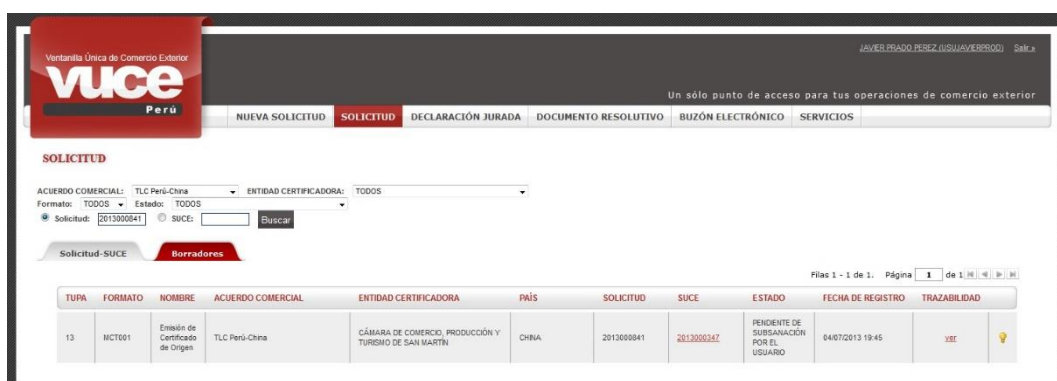 JAVIER PRADO PEREZ (USUJAVIERPROD) Salir »
Ventanilla Única de Comercio Exterior
vuce
Perú
Un sólo punto de acceso para tus operaciones de comercio exterior
NUEVA SOLICITUD SOLICITUD DECLARACIÓN JURADA DOCUMENTO RESOLUTIVO BUZÓN ELECTRÓNICO SERVICIOS
SOLICITUD
ACUERDO COMERCIAL: TLC Perú-China ENTIDAD CERTIFICADORA: TODOS
Formato: TODOS Estado: TODOS
Solicitud: 2013000841 SUCE: Buscar
Solicitud-SUCE Borradores
Filas 1 - 1 de 1. Página 1 de 1
TUPA FORMATO NOMBRE ACUERDO COMERCIAL ENTIDAD CERTIFICADORA PAÌS SOLICITUD SUCE ESTADO FECHA DE REGISTRO TRAZABILIDAD
13 MCT001 Emisión de Certificado de Origen TLC Perú-China CÁMARA DE COMERCIO, PRODUCCIÓN Y TURISMO DE SAN MARTÍN CHINA 2013000841 2013000347 PENDIENTE DE SUBSANACIÓN POR EL USUARIO 04/07/2013 19:45 ver